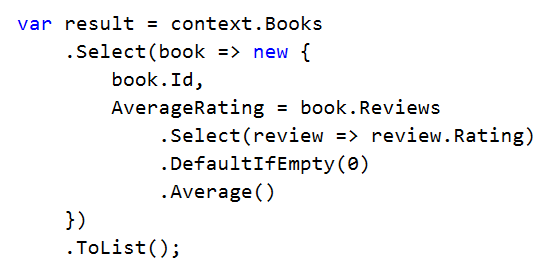 var result = context.Books
    .Select(book => new {
        book.Id,
        AverageRating = book.Reviews
            .Select(review => review.Rating)
            .DefaultIfEmpty(0)
            .Average()
    })
    .ToList();